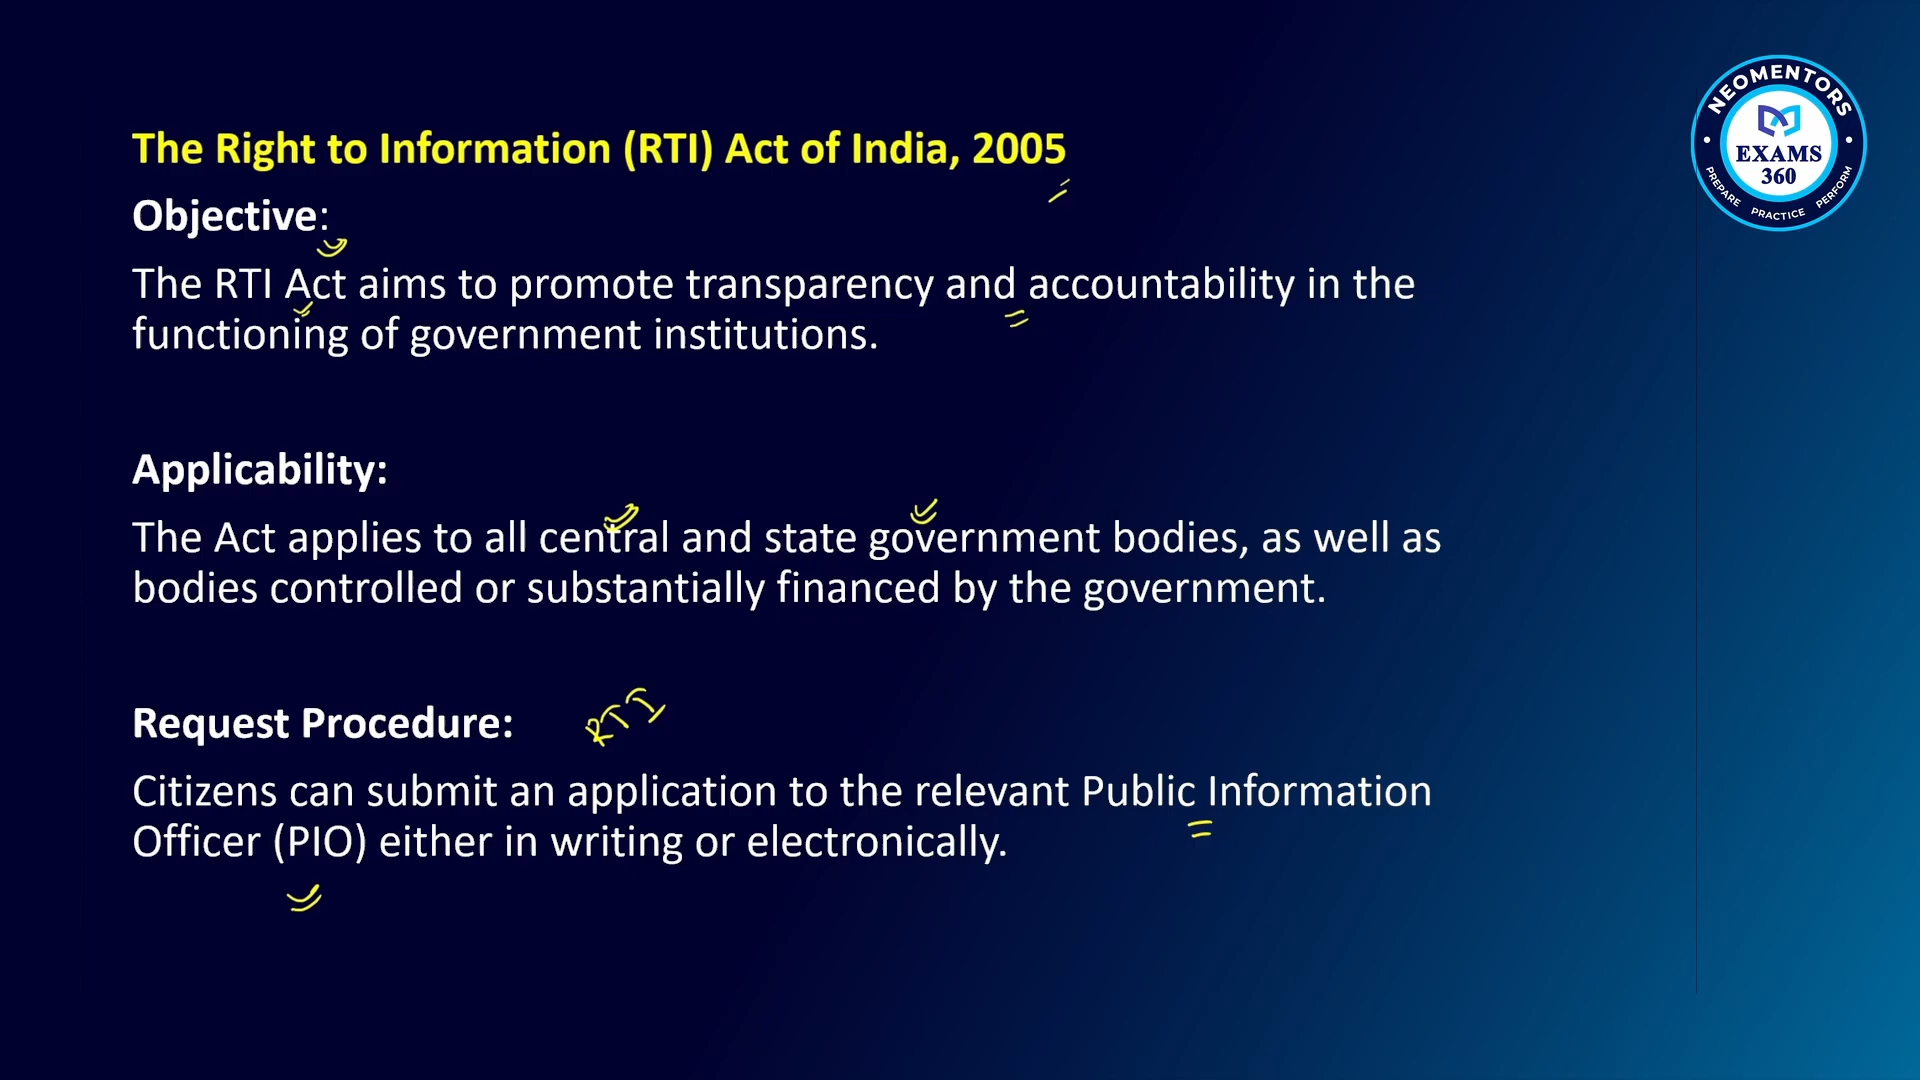 NEOMENTORS
EXAMS
360
PREPARE PRACTICE PERFORM
The Right to Information (RTI) Act of India, 2005
Objective:
The RTI Act aims to promote transparency and accountability in the
functioning of government institutions.
Applicability:
The Act applies to all central and state government bodies, as well as
bodies controlled or substantially financed by the government.
Request Procedure:
RTI
Citizens can submit an application to the relevant Public Information
Officer (PIO) either in writing or electronically.